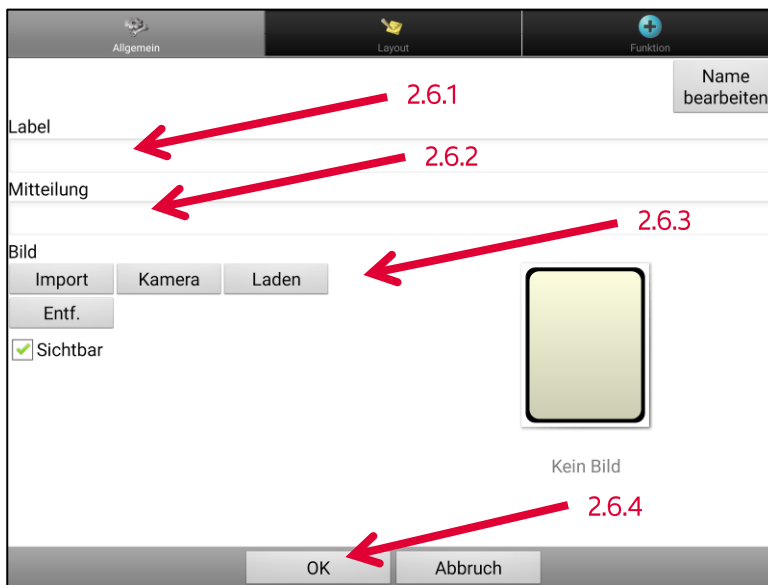 Allgemein
Layout
Funktion
Name
bearbeiten
2.6.1
Label
2.6.2
Mitteilung
2.6.3
Bild
Import
Kamera
Laden
Entf.
Sichtbar
Kein Bild
2.6.4
OK
Abbruch